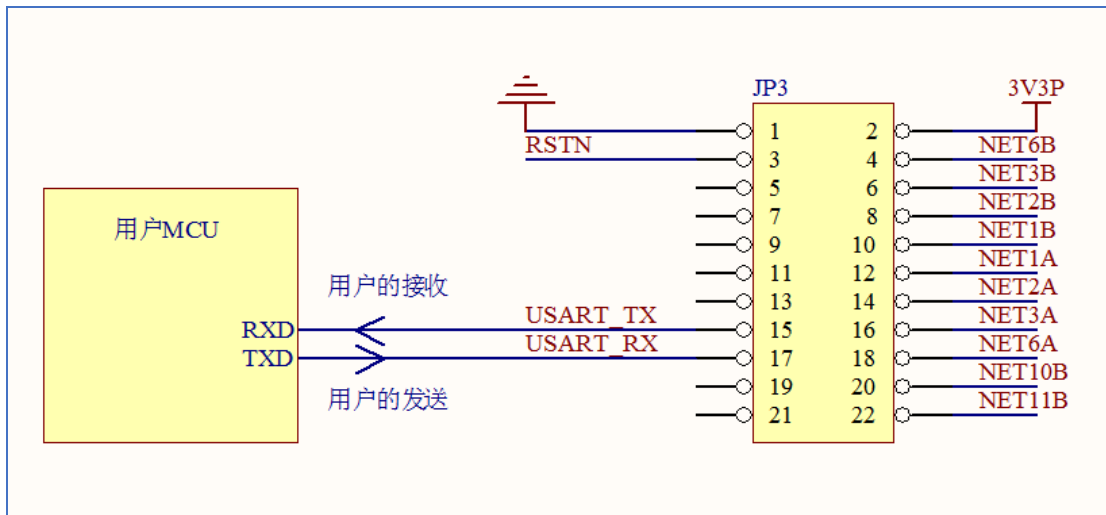 JP3
3V3P
1 2
RSTN 3 4 NET6B
5 6 NET3B
用户MCU 7 8 NET2B
9 10 NET1B
11 12 NET1A
用户的接收 13 14 NET2A
RXD USART_TX 15 16 NET3A
TXD USART_RX 17 18 NET6A
用户的发送 19 20 NET10B
21 22 NET11B